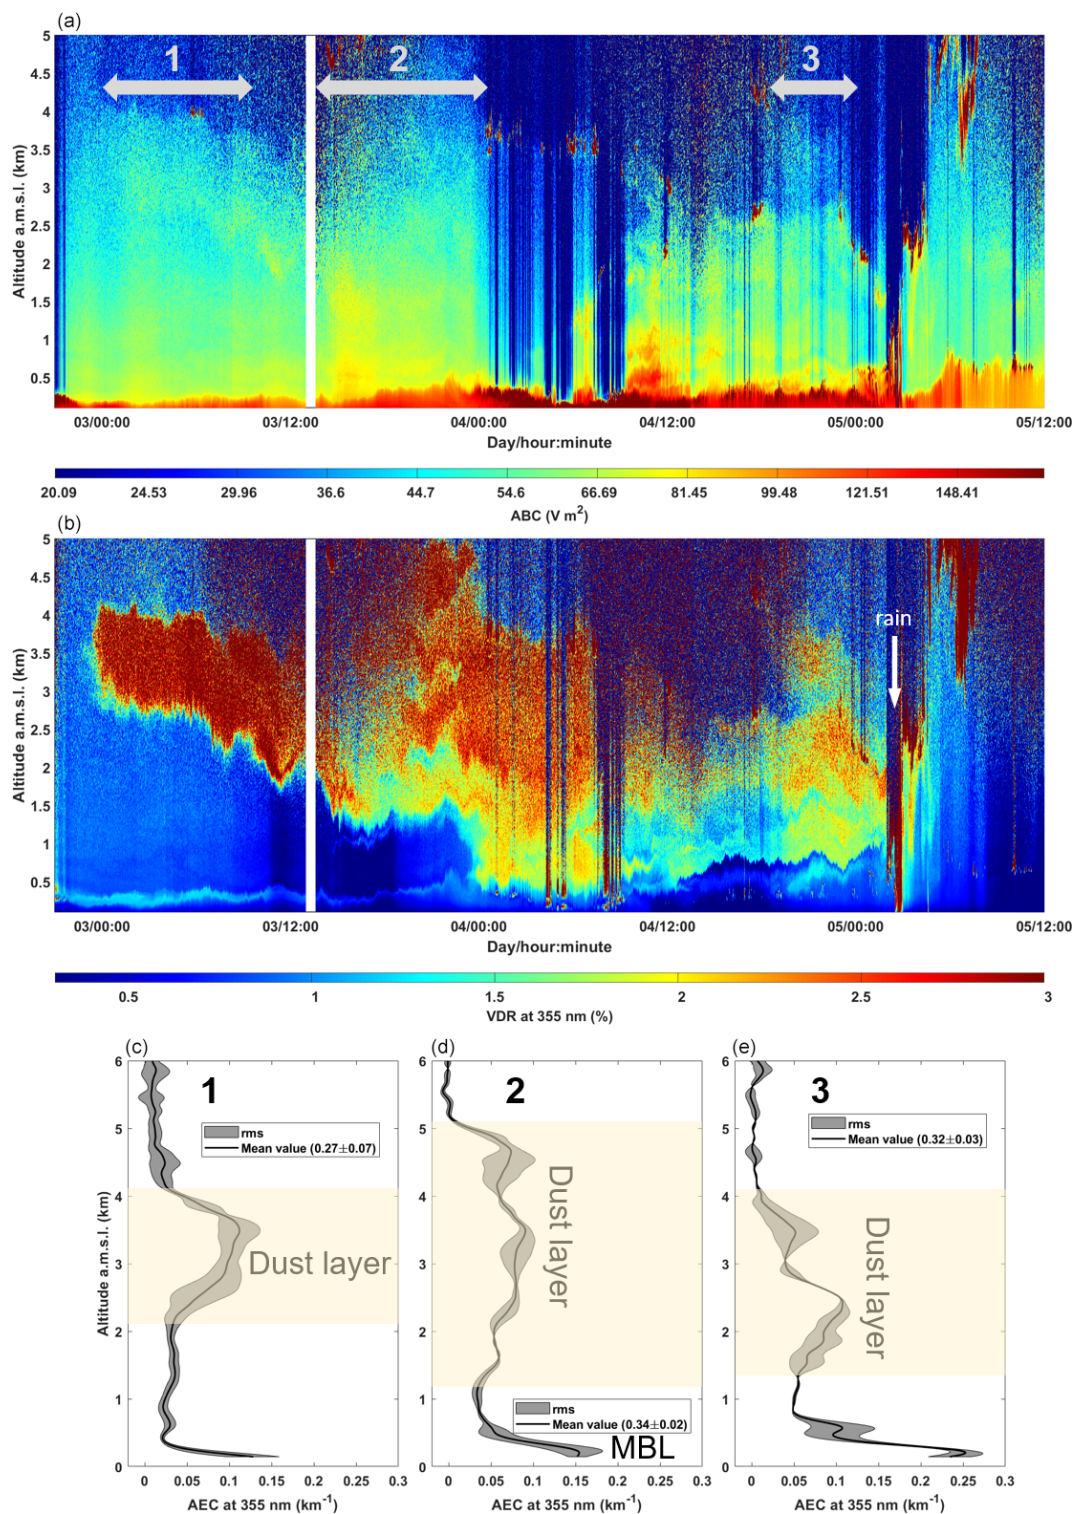 (a)
1
2
3
5
4.5
4
3.5
3
2.5
2
1.5
1
0.5
Altitude a.m.s.l. (km)
03/00:00 03/12:00 04/00:00 04/12:00 05/00:00 05/12:00
Day/hour:minute
20.09 24.53 29.96 36.6 44.7 54.6 66.69 81.45 99.48 121.51 148.41
ABC (V m²)
(b)
rain
5
4.5
4
3.5
3
2.5
2
1.5
1
0.5
Altitude a.m.s.l. (km)
03/00:00 03/12:00 04/00:00 04/12:00 05/00:00 05/12:00
Day/hour:minute
0.5 1 1.5 2 2.5 3
VDR at 355 nm (%)
(c)
1
rms
Mean value (0.27±0.07)
Dust layer
6
5
4
3
2
1
0
Altitude a.m.s.l. (km)
0 0.05 0.1 0.15 0.2 0.25 0.3
AEC at 355 nm (km⁻¹)
(d)
2
Dust layer
rms
Mean value (0.34±0.02)
MBL
6
5
4
3
2
1
0
0 0.05 0.1 0.15 0.2 0.25 0.3
AEC at 355 nm (km⁻¹)
(e)
3
rms
Mean value (0.32±0.03)
Dust layer
6
5
4
3
2
1
0
0 0.05 0.1 0.15 0.2 0.25 0.3
AEC at 355 nm (km⁻¹)